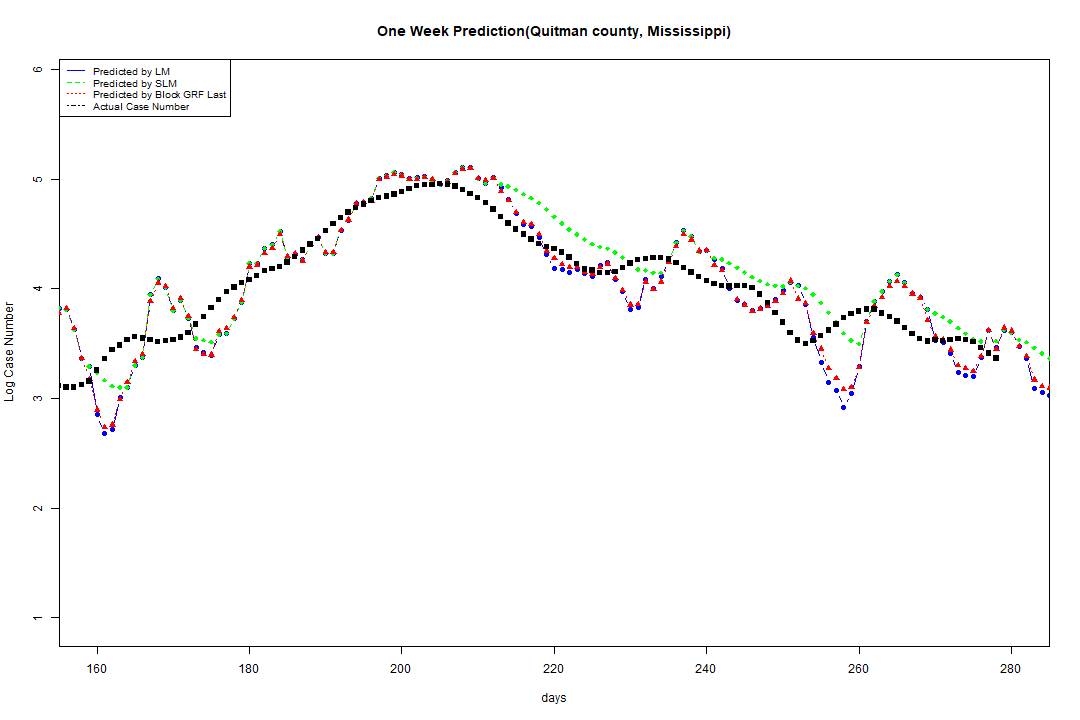 One Week Prediction(Quitman county, Mississippi)
Predicted by LM
Predicted by SLM
Predicted by Block GRF Last
Actual Case Number
6
5
4
3
2
1
Log Case Number
160 180 200 220 240 260 280
days